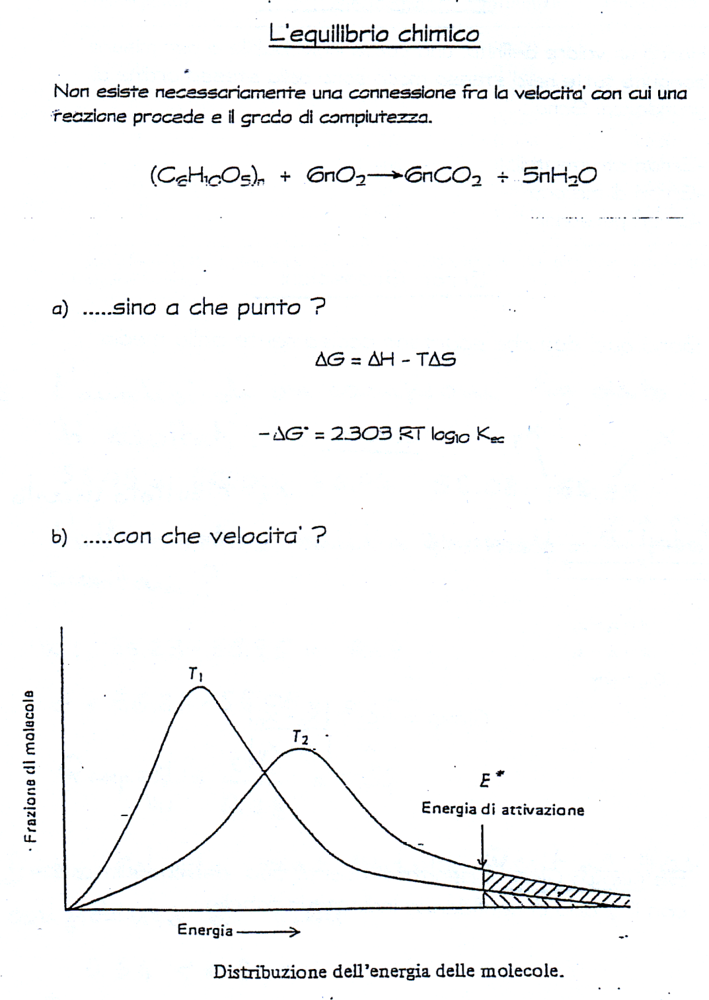 L'equilibrio chimico
Non esiste necessariamente una connessione fra la velocita' con cui una
reazione procede e il grado di compiutezza.
(C₆H₁₀O₅)ₙ + 6nO₂→6nCO₂ + 5nH₂O
a) .....sino a che punto ?
ΔG = ΔH - TΔS
-ΔG° = 2.303 RT log₁₀ Kₑq
b) .....con che velocita' ?
T₁
T₂
E*
Energia di attivazione
Frazione di molecole
Energia →
Distribuzione dell'energia delle molecole.